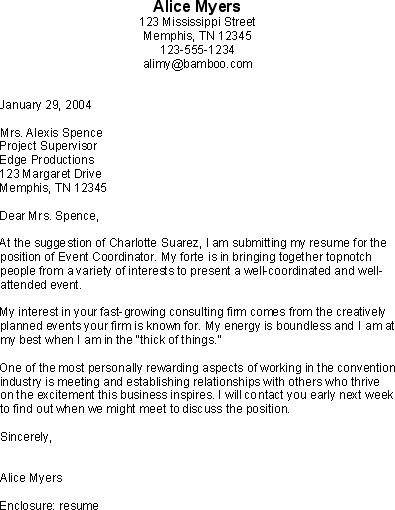 Alice Myers
123 Mississippi Street
Memphis, TN 12345
123-555-1234
alimy@bamboo.com
January 29, 2004
Mrs. Alexis Spence
Project Supervisor
Edge Productions
123 Margaret Drive
Memphis, TN 12345
Dear Mrs. Spence,
At the suggestion of Charlotte Suarez, I am submitting my resume for the
position of Event Coordinator. My forte is in bringing together topnotch
people from a variety of interests to present a well-coordinated and well-
attended event.
My interest in your fast-growing consulting firm comes from the creatively
planned events your firm is known for. My energy is boundless and I am at
my best when I am in the "thick of things."
One of the most personally rewarding aspects of working in the convention
industry is meeting and establishing relationships with others who thrive
on the excitement this business inspires. I will contact you early next week
to find out when we might meet to discuss the position.
Sincerely,
Alice Myers
Enclosure: resume